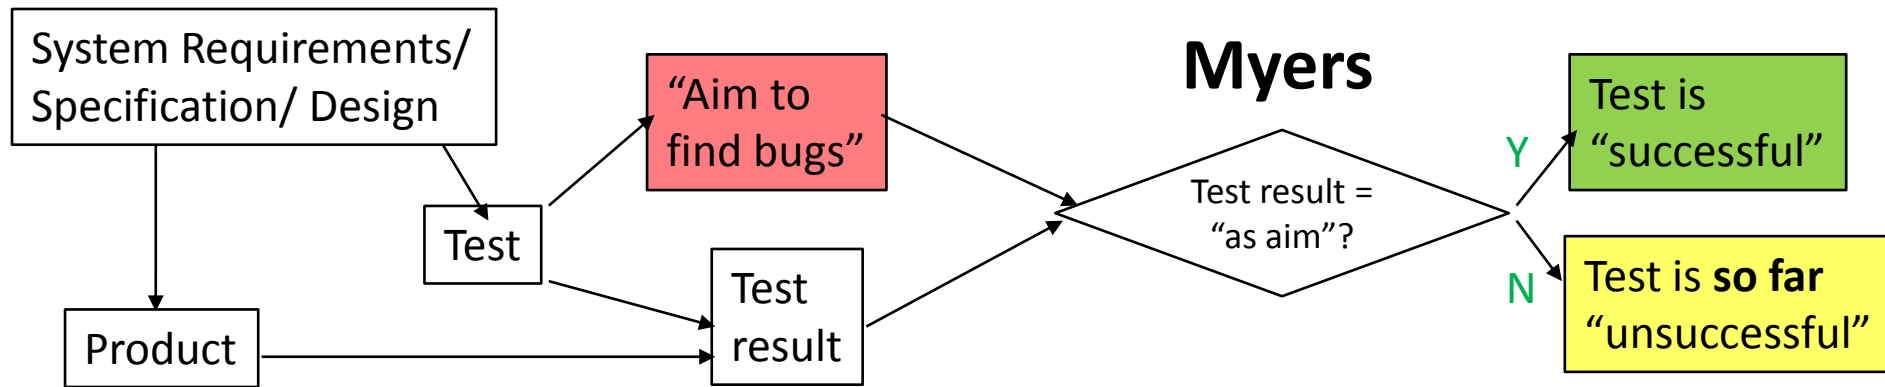 System Requirements/
Specification/ Design
“Aim to
find bugs”
Myers
Test is
“successful”
Test
Test result =
“as aim”?
Y
N
Product
Test
result
Test is so far
“unsuccessful”